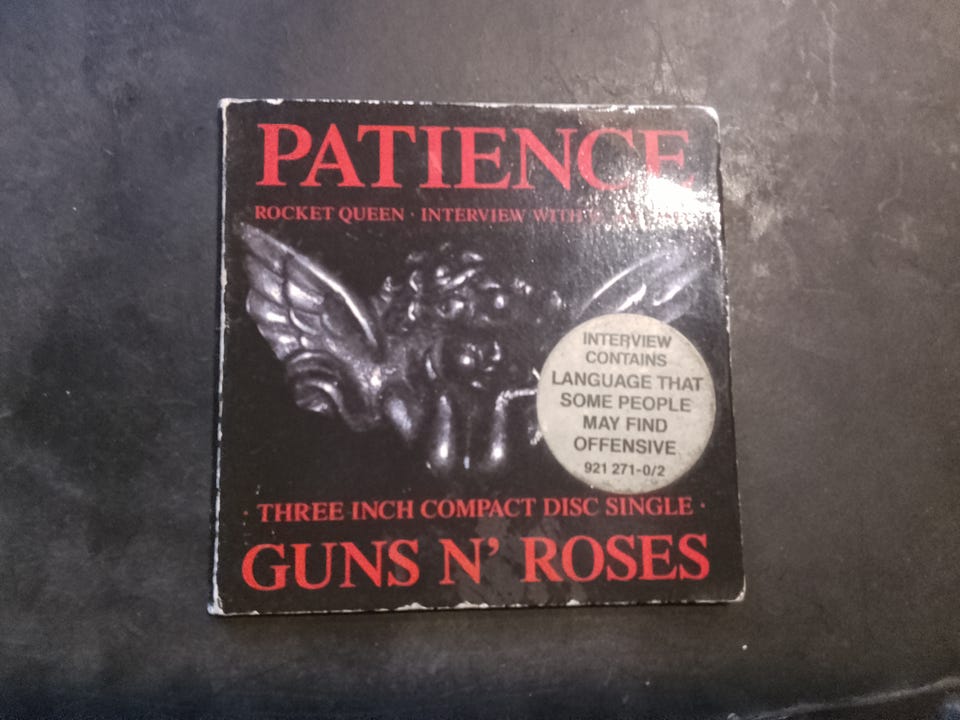 PATIENCE
ROCKET QUEEN · INTERVIEW WITH
INTERVIEW
CONTAINS
LANGUAGE THAT
SOME PEOPLE
MAY FIND
OFFENSIVE
921 271-0/2
· THREE INCH COMPACT DISC SINGLE ·
GUNS N' ROSES